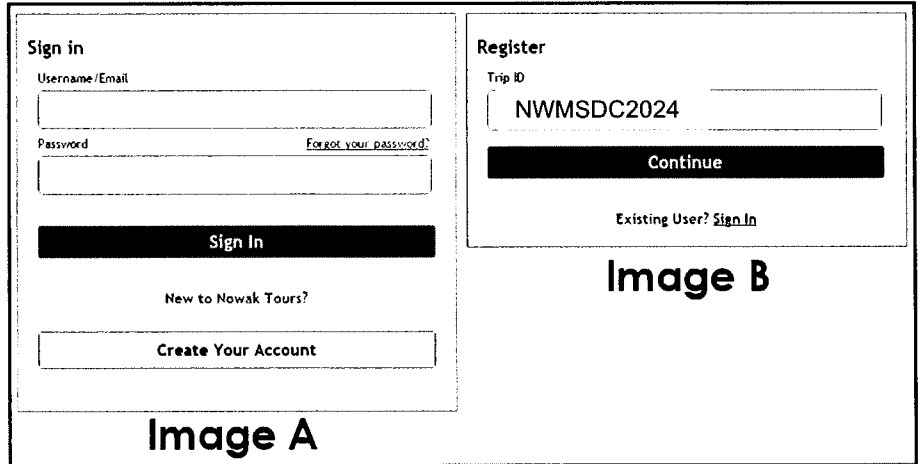 Sign in
Username/Email
Password Forgot your password?
Sign In
New to Nowak Tours?
Create Your Account
Image A
Register
Trip ID
NWMSDC2024
Continue
Existing User? Sign In
Image B